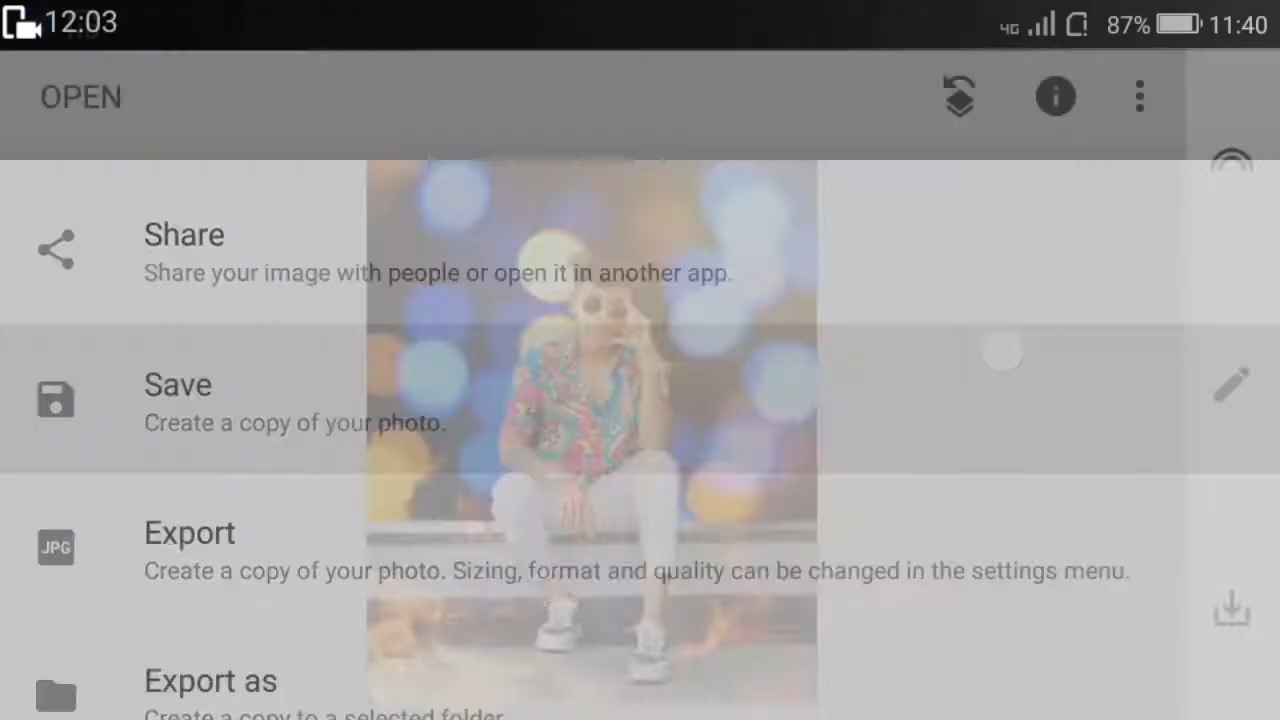 12:03
4G 87% 11:40
OPEN
Share
Share your image with people or open it in another app.
Save
Create a copy of your photo.
JPG
Export
Create a copy of your photo. Sizing, format and quality can be changed in the settings menu.
Export as
Create a copy to a selected folder